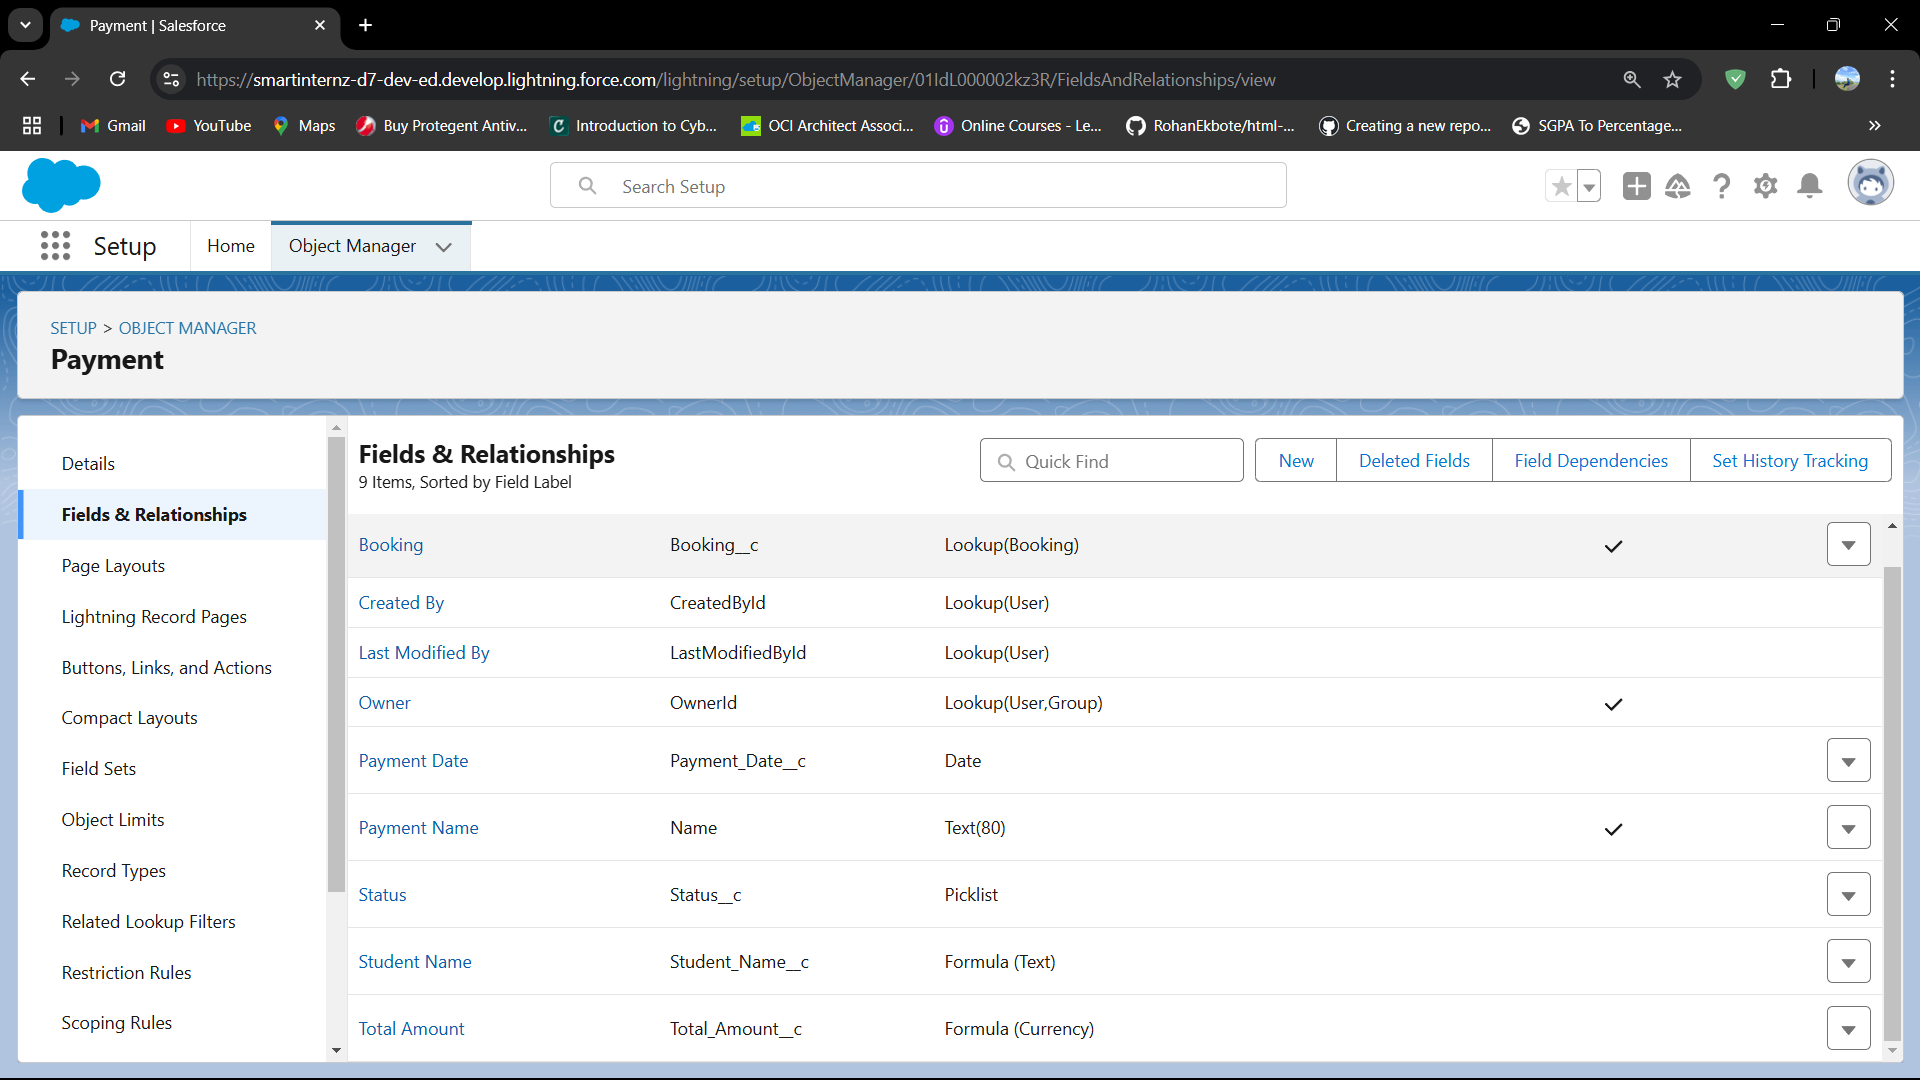 Payment | Salesforce
https://smartinternz-d7-dev-ed.develop.lightning.force.com/lightning/setup/ObjectManager/01IdL000002kz3R/FieldsAndRelationships/view
Gmail YouTube Maps Buy Protegent Antiv... Introduction to Cyb... OCI Architect Associ... Online Courses - Le... RohanEkbote/html-... Creating a new repo... SGPA To Percentage...
Search Setup
Setup Home Object Manager
SETUP > OBJECT MANAGER
Payment
Details
Fields & Relationships
Page Layouts
Lightning Record Pages
Buttons, Links, and Actions
Compact Layouts
Field Sets
Object Limits
Record Types
Related Lookup Filters
Restriction Rules
Scoping Rules
Fields & Relationships
9 Items, Sorted by Field Label
Quick Find New Deleted Fields Field Dependencies Set History Tracking
Booking Booking__c Lookup(Booking)
Created By CreatedById Lookup(User)
Last Modified By LastModifiedById Lookup(User)
Owner OwnerId Lookup(User,Group)
Payment Date Payment_Date__c Date
Payment Name Name Text(80)
Status Status__c Picklist
Student Name Student_Name__c Formula (Text)
Total Amount Total_Amount__c Formula (Currency)